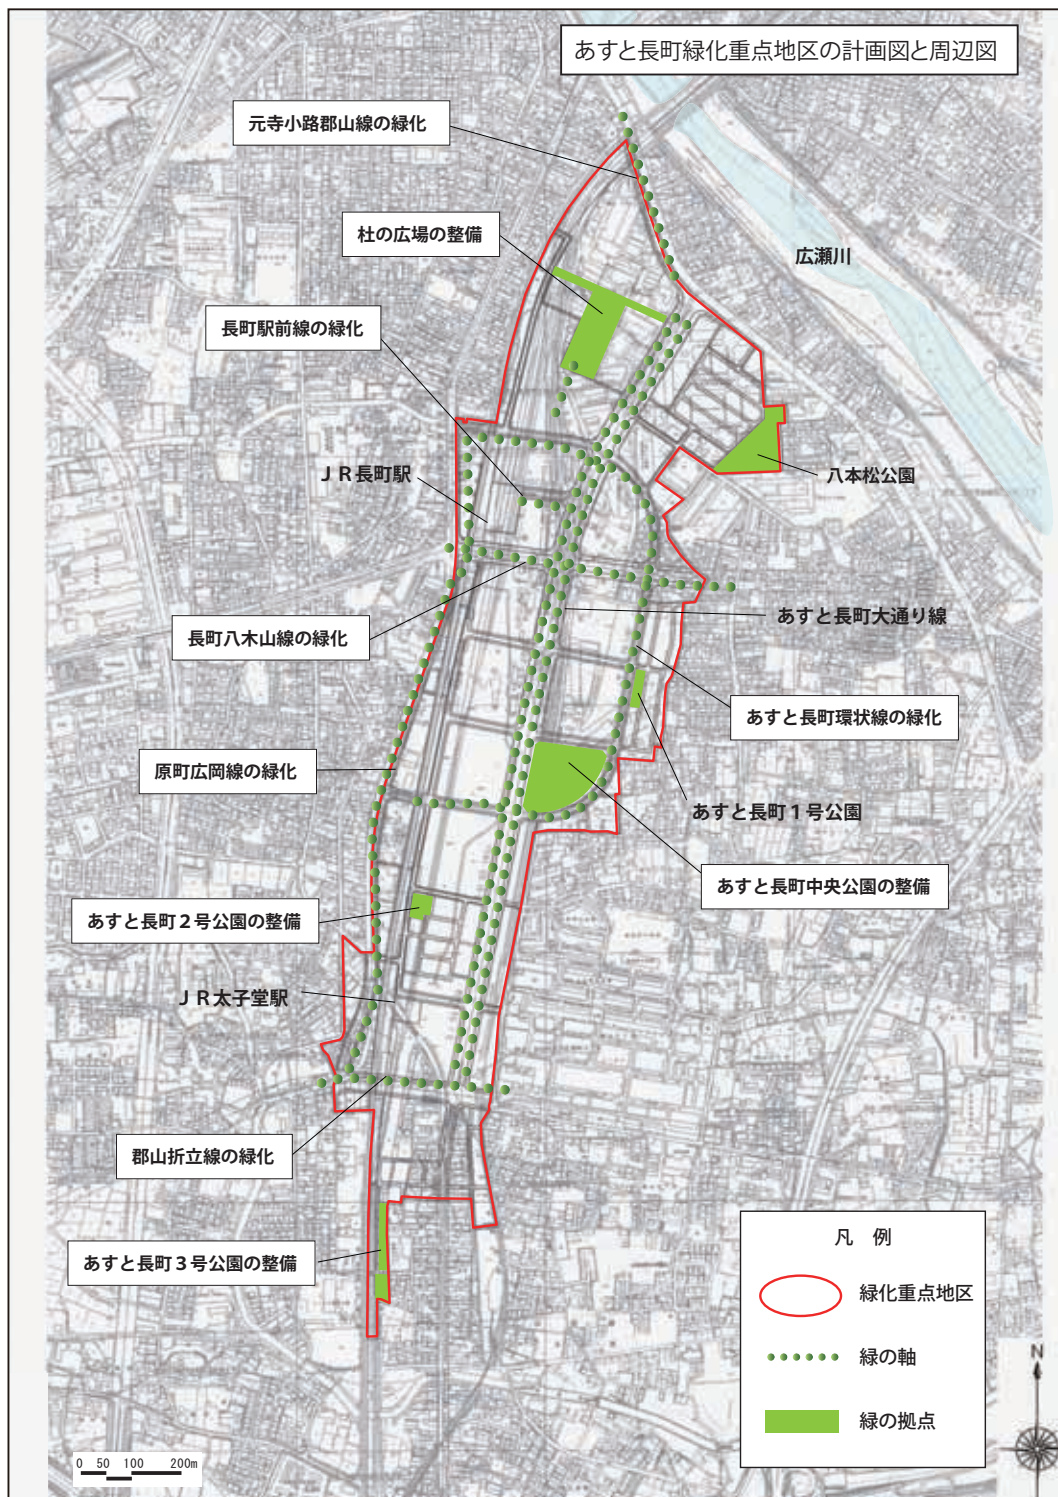 あすと長町緑化重点地区の計画図と周辺図
元寺小路郡山線の緑化
杜の広場の整備
広瀬川
長町駅前線の緑化
ＪＲ長町駅
八本松公園
あすと長町大通り線
長町八木山線の緑化
あすと長町環状線の緑化
原町広岡線の緑化
あすと長町１号公園
あすと長町中央公園の整備
あすと長町２号公園の整備
ＪＲ太子堂駅
郡山折立線の緑化
あすと長町３号公園の整備
凡　例
緑化重点地区
緑の軸
緑の拠点
N
0 50 100 200m